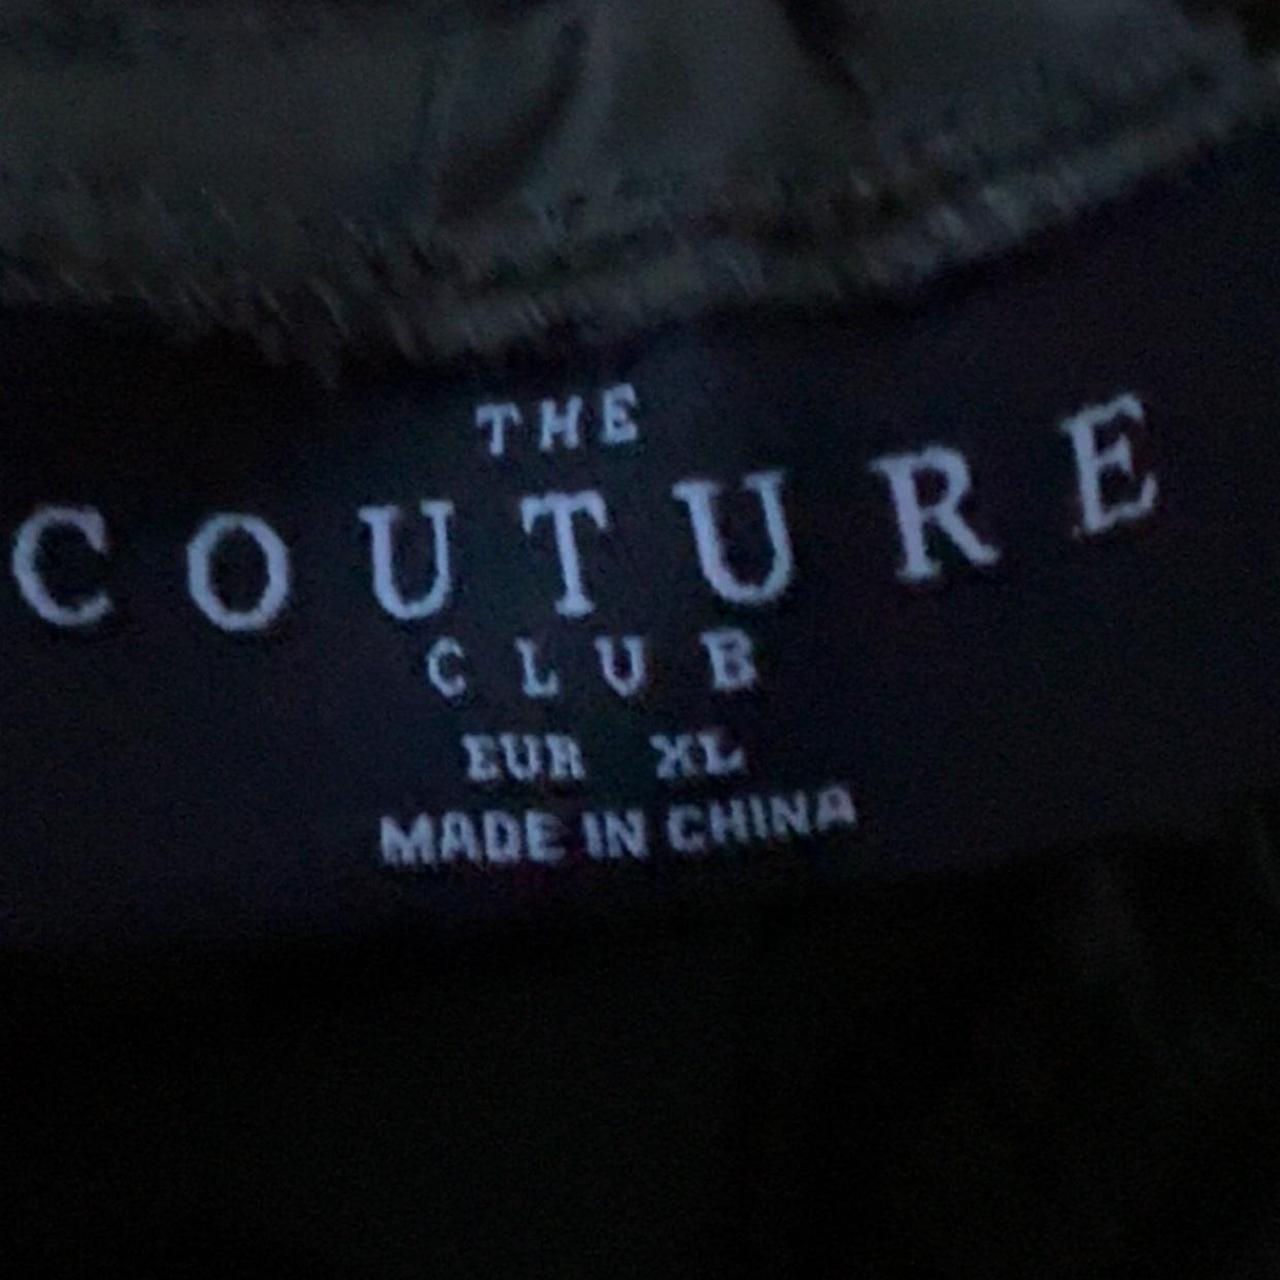 THE
COUTURE
CLUB
EUR XL
MADE IN CHINA